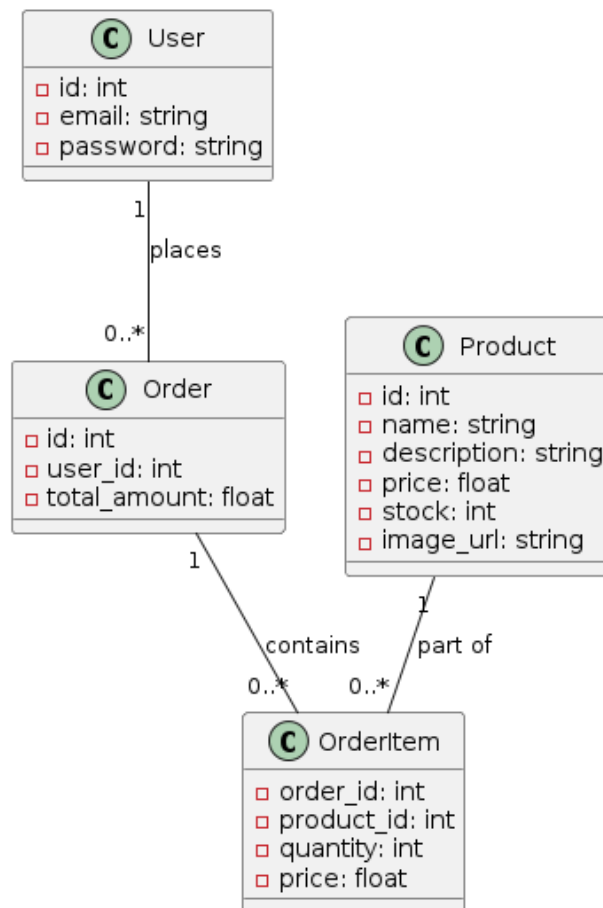 C User
id: int
email: string
password: string
1
places
0..*
C Order
id: int
user_id: int
total_amount: float
C Product
id: int
name: string
description: string
price: float
stock: int
image_url: string
1
1
contains
part of
0..*
0..*
C OrderItem
order_id: int
product_id: int
quantity: int
price: float